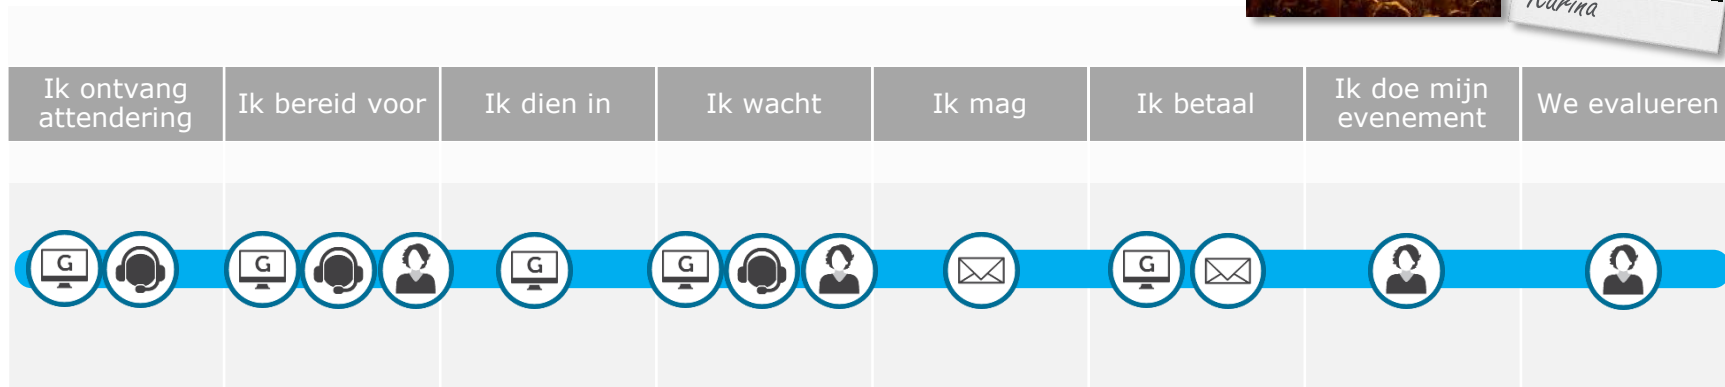 Karina
Ik ontvang
attendering
Ik bereid voor
Ik dien in
Ik wacht
Ik mag
Ik betaal
Ik doe mijn
evenement
We evalueren
G
G
G
G
G